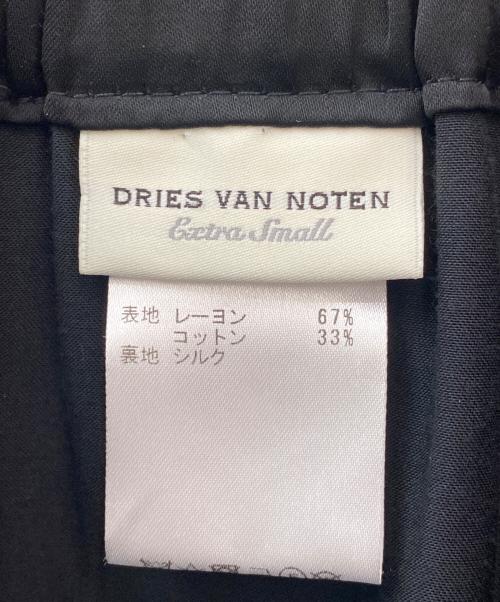 DRIES VAN NOTEN
Extra Small
表地 レーヨン 67%
コットン 33%
裏地 シルク